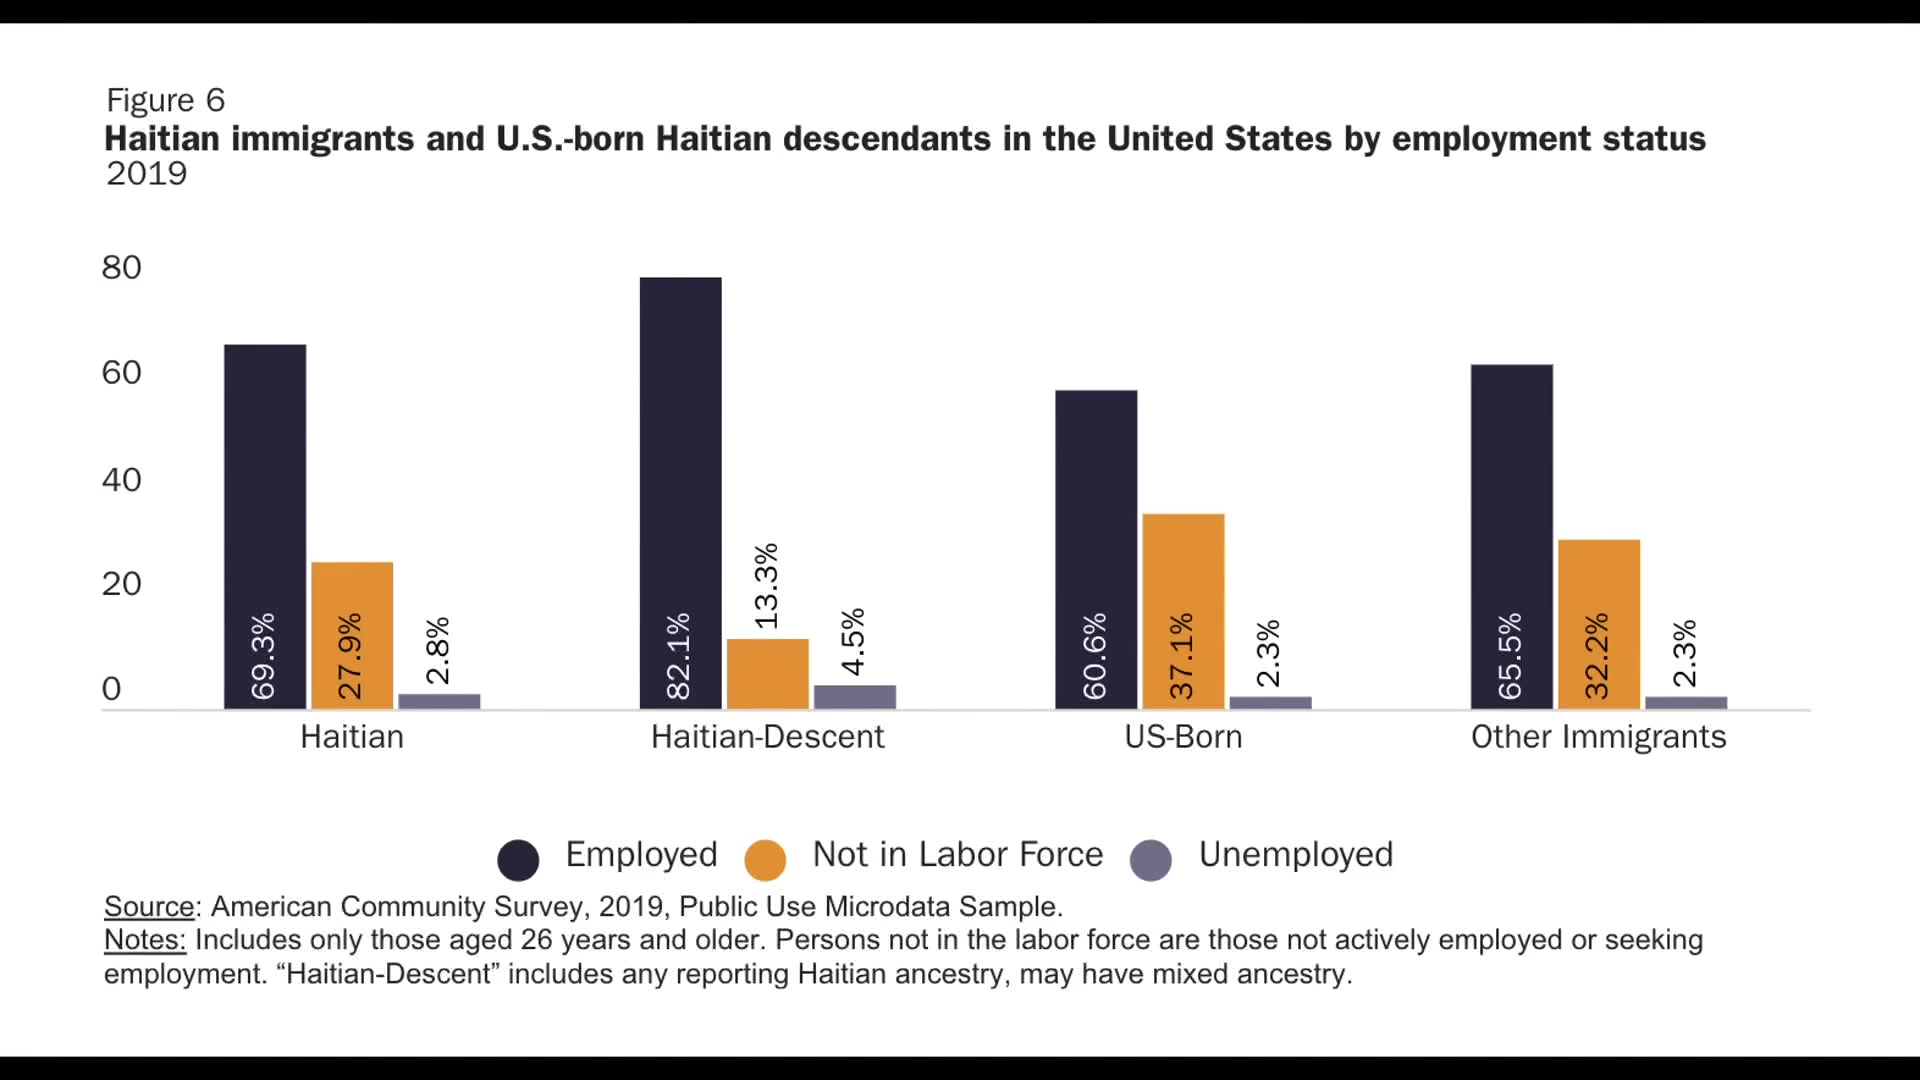 Figure 6
Haitian immigrants and U.S.-born Haitian descendants in the United States by employment status
2019
80
60
40
20
0
69.3%
27.9%
2.8%
82.1%
13.3%
4.5%
60.6%
37.1%
2.3%
65.5%
32.2%
2.3%
Haitian
Haitian-Descent
US-Born
Other Immigrants
Employed
Not in Labor Force
Unemployed
Source: American Community Survey, 2019, Public Use Microdata Sample.
Notes: Includes only those aged 26 years and older. Persons not in the labor force are those not actively employed or seeking
employment. “Haitian-Descent” includes any reporting Haitian ancestry, may have mixed ancestry.